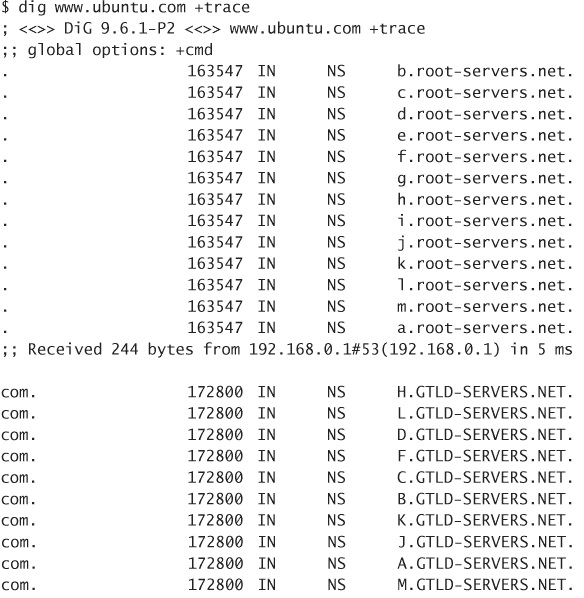 $ dig www.ubuntu.com +trace
; <<>> DiG 9.6.1-P2 <<>> www.ubuntu.com +trace
;; global options: +cmd
. 163547 IN NS b.root-servers.net.
. 163547 IN NS c.root-servers.net.
. 163547 IN NS d.root-servers.net.
. 163547 IN NS e.root-servers.net.
. 163547 IN NS f.root-servers.net.
. 163547 IN NS g.root-servers.net.
. 163547 IN NS h.root-servers.net.
. 163547 IN NS i.root-servers.net.
. 163547 IN NS j.root-servers.net.
. 163547 IN NS k.root-servers.net.
. 163547 IN NS l.root-servers.net.
. 163547 IN NS m.root-servers.net.
. 163547 IN NS a.root-servers.net.
;; Received 244 bytes from 192.168.0.1#53(192.168.0.1) in 5 ms
com. 172800 IN NS H.GTLD-SERVERS.NET.
com. 172800 IN NS L.GTLD-SERVERS.NET.
com. 172800 IN NS D.GTLD-SERVERS.NET.
com. 172800 IN NS F.GTLD-SERVERS.NET.
com. 172800 IN NS C.GTLD-SERVERS.NET.
com. 172800 IN NS B.GTLD-SERVERS.NET.
com. 172800 IN NS K.GTLD-SERVERS.NET.
com. 172800 IN NS J.GTLD-SERVERS.NET.
com. 172800 IN NS A.GTLD-SERVERS.NET.
com. 172800 IN NS M.GTLD-SERVERS.NET.